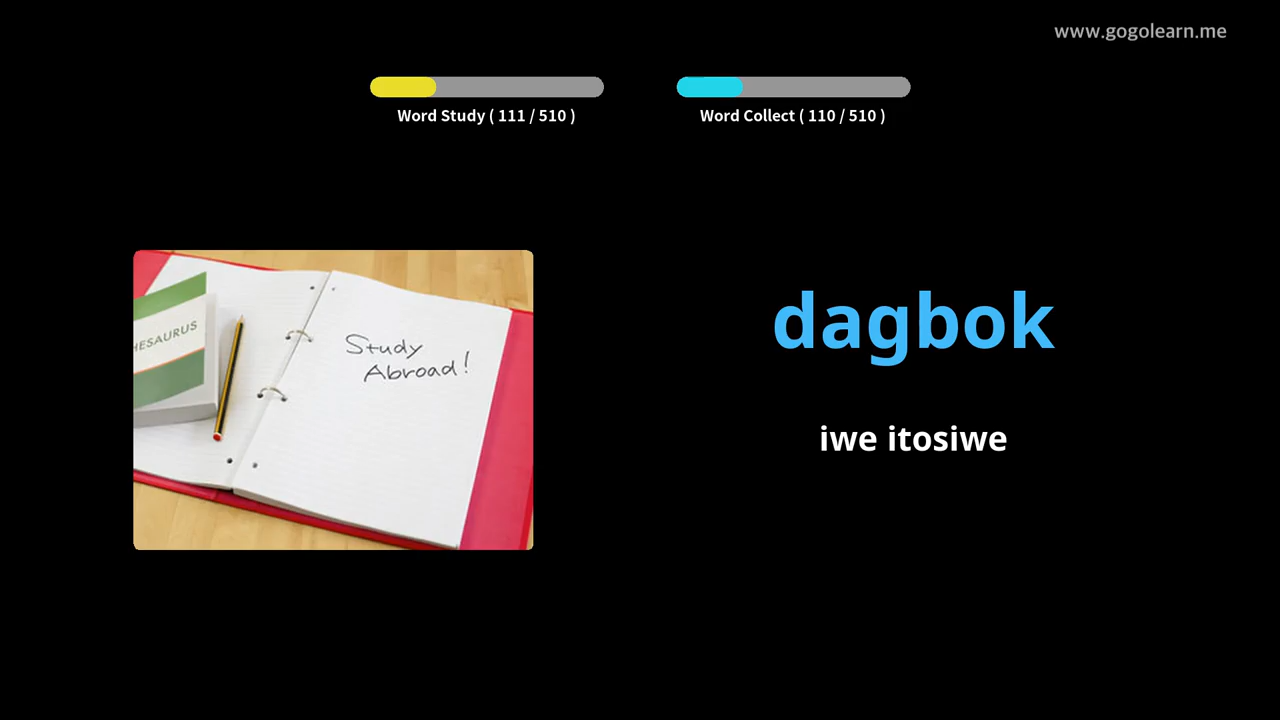 www.gogolearn.me
Word Study ( 111 / 510 )
Word Collect ( 110 / 510 )
HESAURUS
Study
Abroad!
dagbok
iwe itosiwe